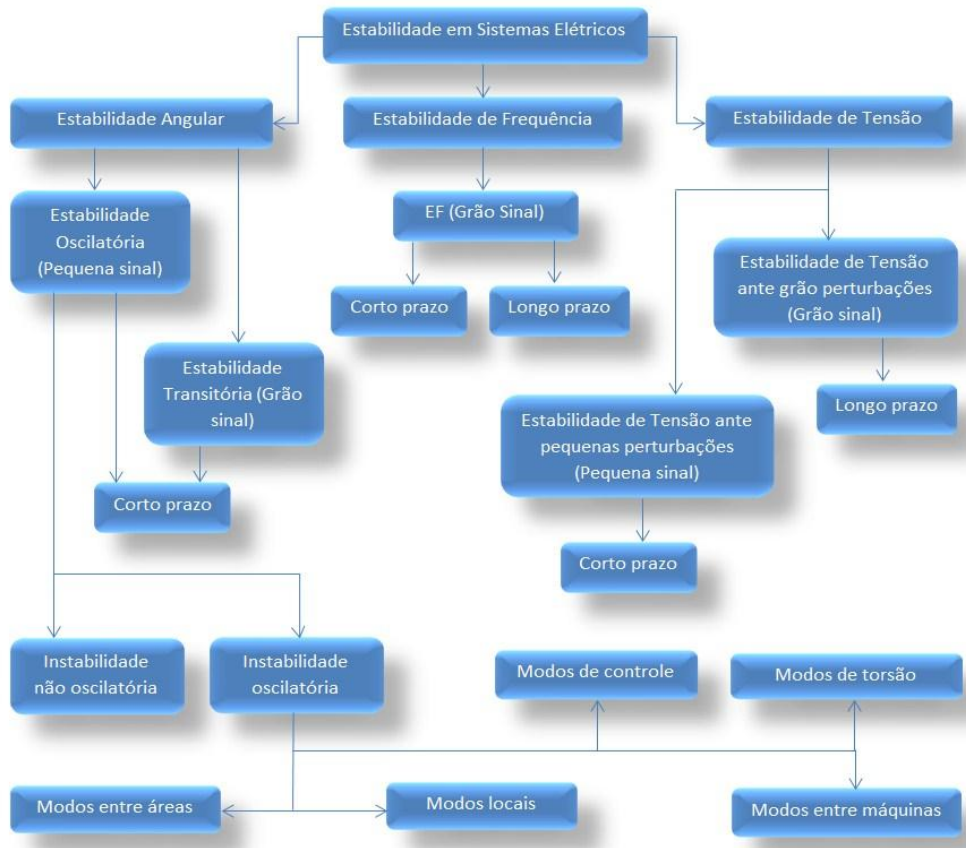 Estabilidade em Sistemas Elétricos
Estabilidade Angular
Estabilidade de Frequência
Estabilidade de Tensão
Estabilidade
Oscilatória
(Pequena sinal)
EF (Grão Sinal)
Estabilidade de Tensão
ante grão perturbações
(Grão sinal)
Corto prazo
Longo prazo
Estabilidade
Transitória (Grão
sinal)
Longo prazo
Estabilidade de Tensão ante
pequenas perturbações
(Pequena sinal)
Corto prazo
Corto prazo
Instabilidade
não oscilatória
Instabilidade
oscilatória
Modos de controle
Modos de torsão
Modos entre áreas
Modos locais
Modos entre máquinas